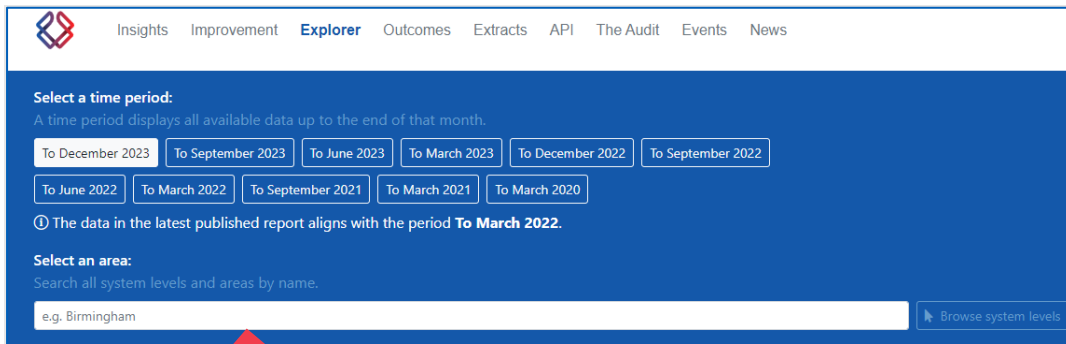 Insights Improvement Explorer Outcomes Extracts API The Audit Events News
Select a time period:
A time period displays all available data up to the end of that month.
To December 2023 To September 2023 To June 2023 To March 2023 To December 2022 To September 2022
To June 2022 To March 2022 To September 2021 To March 2021 To March 2020
The data in the latest published report aligns with the period To March 2022.
Select an area:
Search all system levels and areas by name.
e.g. Birmingham Browse system levels